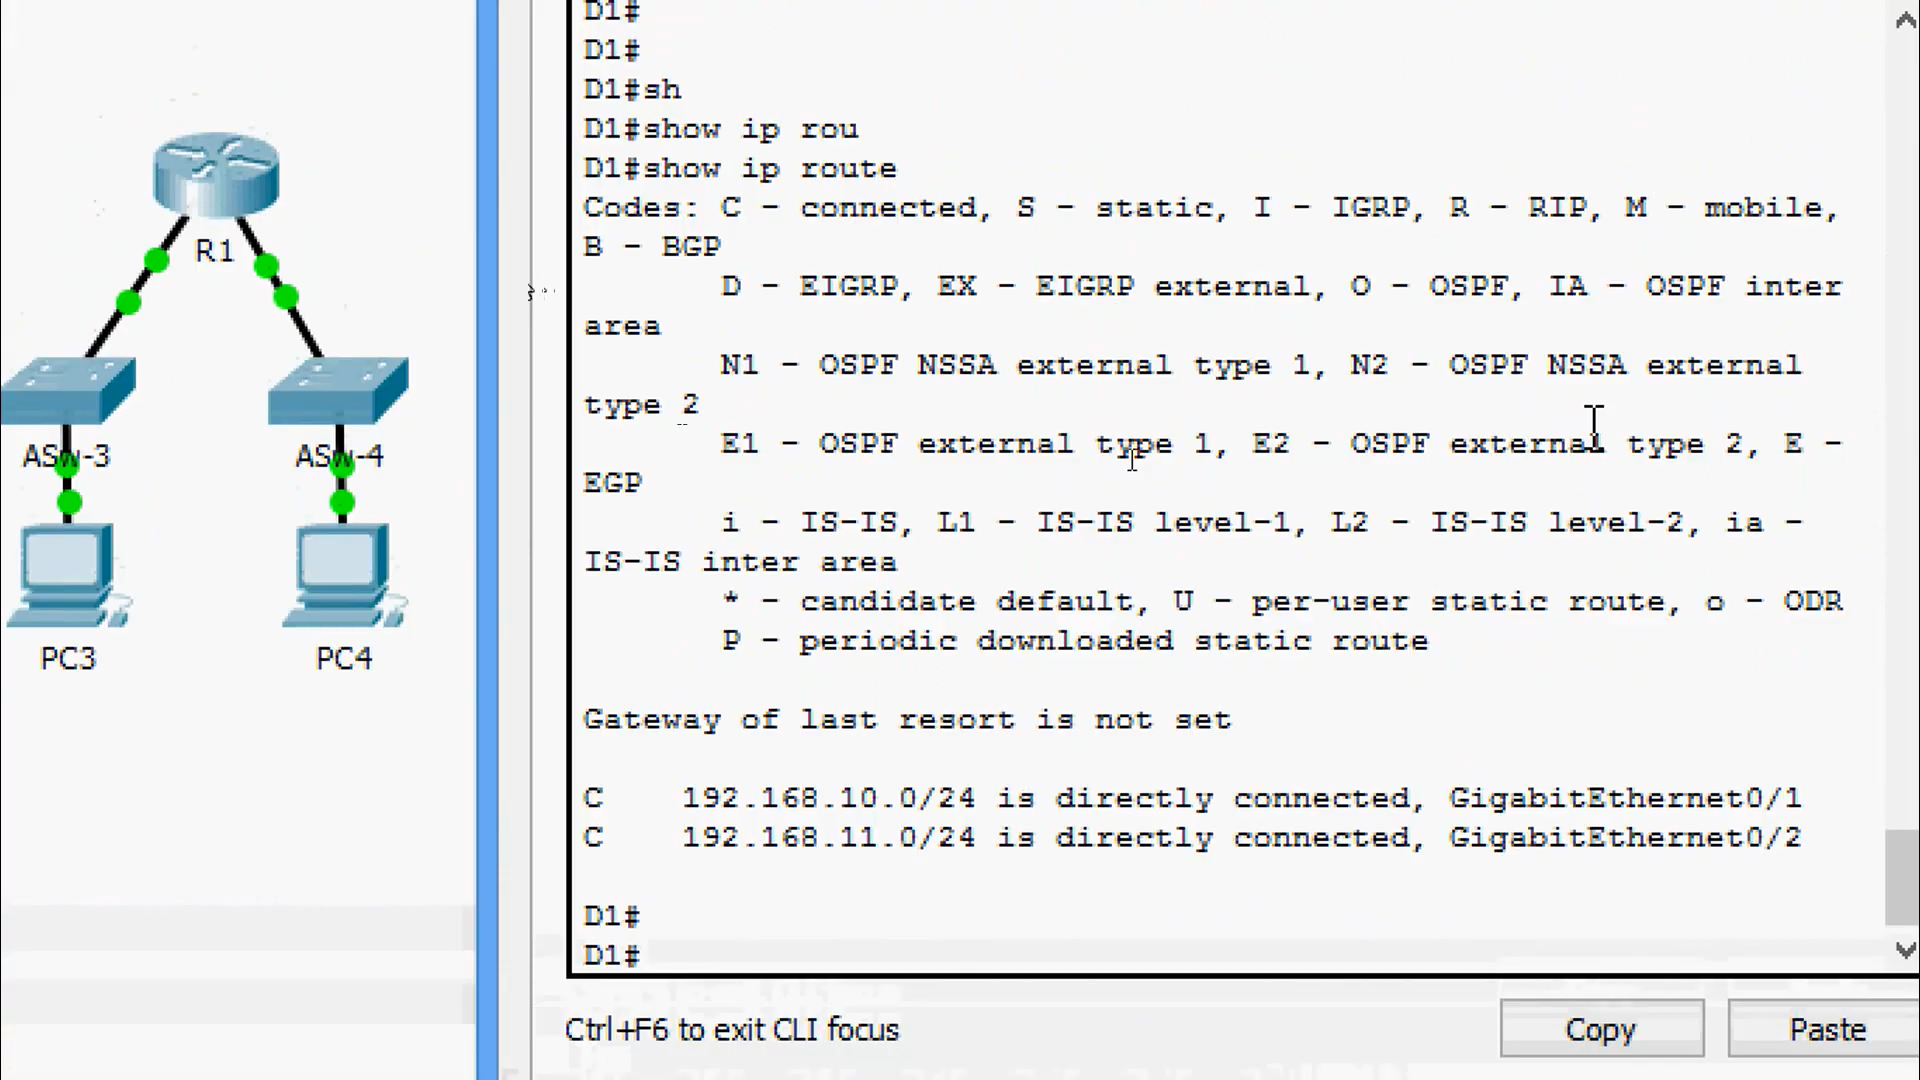 R1
ASw-3
ASw-4
PC3
PC4
D1#
D1#
D1#sh
D1#show ip rou
D1#show ip route
Codes: C - connected, S - static, I - IGRP, R - RIP, M - mobile,
B - BGP
D - EIGRP, EX - EIGRP external, O - OSPF, IA - OSPF inter
area
N1 - OSPF NSSA external type 1, N2 - OSPF NSSA external
type 2
E1 - OSPF external type 1, E2 - OSPF external type 2, E -
EGP
i - IS-IS, L1 - IS-IS level-1, L2 - IS-IS level-2, ia -
IS-IS inter area
* - candidate default, U - per-user static route, o - ODR
P - periodic downloaded static route
Gateway of last resort is not set
C 192.168.10.0/24 is directly connected, GigabitEthernet0/1
C 192.168.11.0/24 is directly connected, GigabitEthernet0/2
D1#
D1#
Ctrl+F6 to exit CLI focus
Copy
Paste